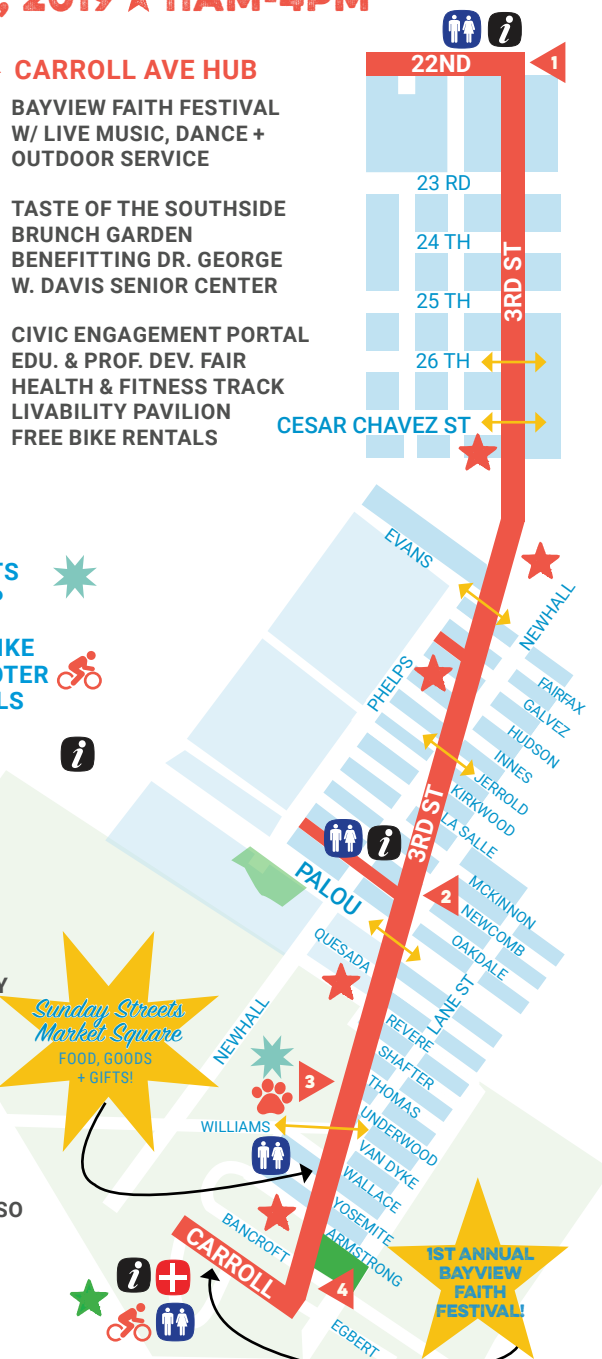 , 2019 ★ 11AM-4PM
CARROLL AVE HUB
BAYVIEW FAITH FESTIVAL
W/ LIVE MUSIC, DANCE +
OUTDOOR SERVICE
TASTE OF THE SOUTHSIDE
BRUNCH GARDEN
BENEFITTING DR. GEORGE
W. DAVIS SENIOR CENTER
CIVIC ENGAGEMENT PORTAL
EDU. & PROF. DEV. FAIR
HEALTH & FITNESS TRACK
LIVABILITY PAVILION
FREE BIKE RENTALS
i
22ND
1
23 RD
24 TH
3RD ST
25 TH
26 TH
CESAR CHAVEZ ST
EVANS
NEWHALL
PHELPS
FAIRFAX
GALVEZ
HUDSON
INNES
JERROLD
KIRKWOOD
LA SALLE
3RD ST
i
i
PALOU
2
MCKINNON
NEWCOMB
OAKDALE
QUESADA
LANE ST
REVERE
SHAFTER
THOMAS
UNDERWOOD
VAN DYKE
WALLACE
YOSEMITE
ARMSTRONG
NEWHALL
3
WILLIAMS
BANCROFT
CARROLL
4
EGBERT
i
Sunday Streets
Market Square
FOOD, GOODS
+ GIFTS!
1ST ANNUAL
BAYVIEW
FAITH
FESTIVAL!
Y
SO